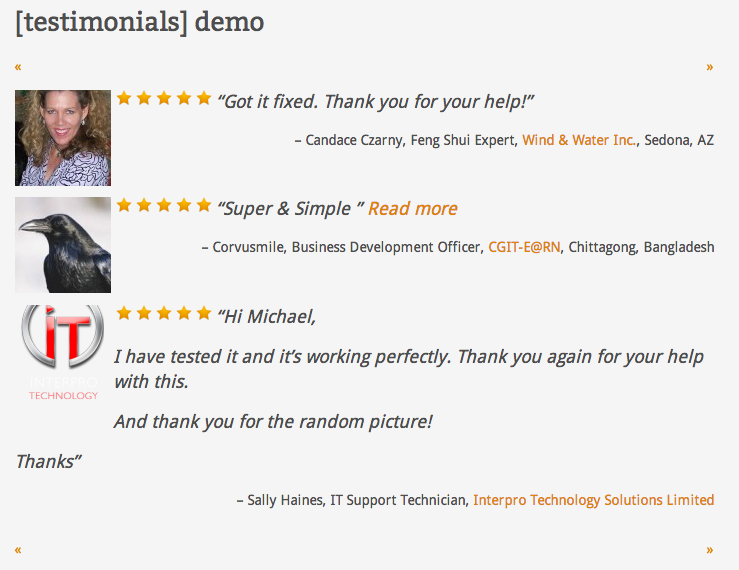 [testimonials] demo
« »
“Got it fixed. Thank you for your help!”
– Candace Czarny, Feng Shui Expert, Wind & Water Inc., Sedona, AZ
“Super & Simple ” Read more
– Corvusmile, Business Development Officer, CGIT-E@RN, Chittagong, Bangladesh
iT
INTERPRO
TECHNOLOGY
“Hi Michael,
I have tested it and it’s working perfectly. Thank you again for your help
with this.
And thank you for the random picture!
Thanks”
– Sally Haines, IT Support Technician, Interpro Technology Solutions Limited
« »